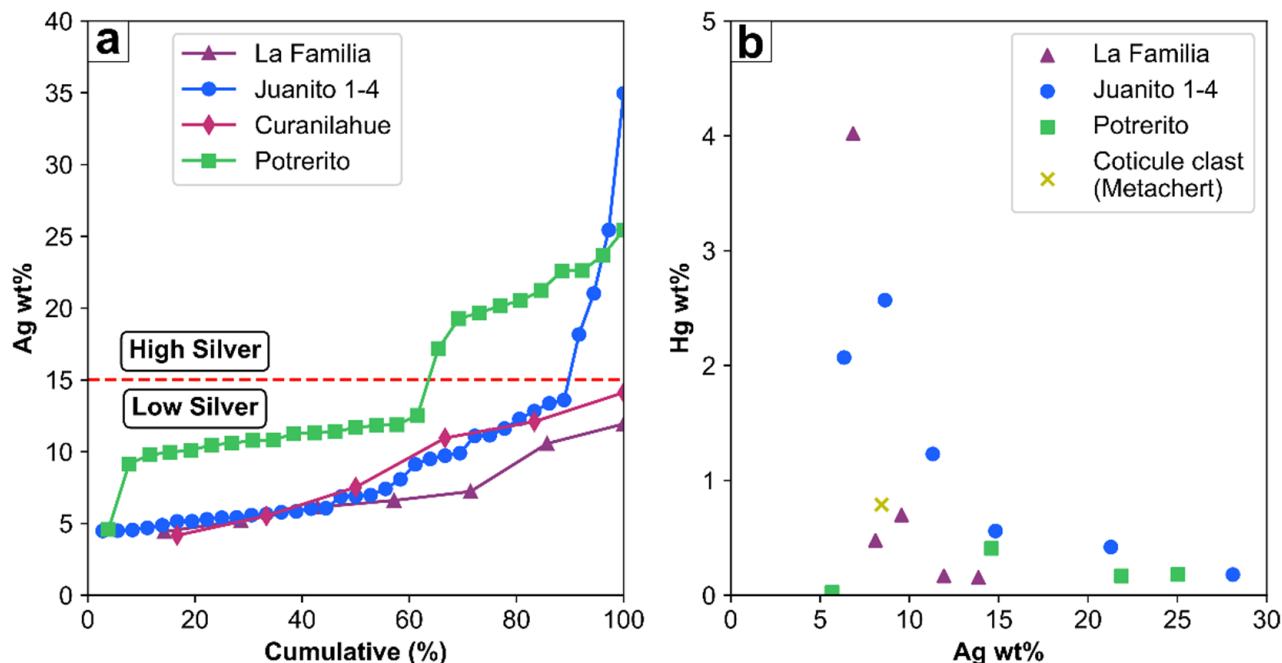 a
La Familia
Juanito 1-4
Curanilahue
Potrerito
High Silver
Low Silver
40
35
30
25
20
15
10
5
0
0
20
40
60
80
100
Ag wt%
Cumulative (%)
b
La Familia
Juanito 1-4
Potrerito
Coticule clast
(Metachert)
5
4
3
2
1
0
0
5
10
15
20
25
30
Hg wt%
Ag wt%